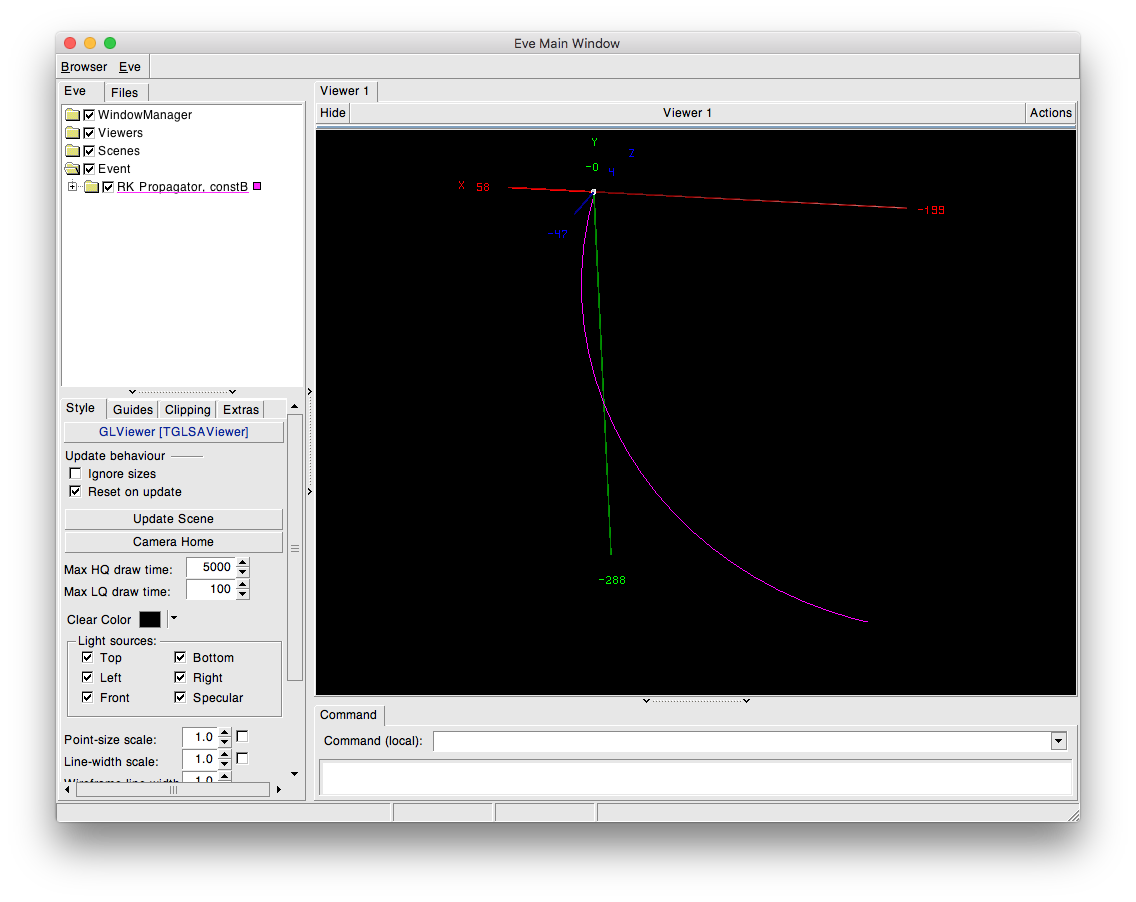 Eve Main Window
Browser Eve
Eve Files
WindowManager
Viewers
Scenes
Event
RK Propagator, constB
Style Guides Clipping Extras
GLViewer [TGLSAViewer]
Update behaviour
Ignore sizes
Reset on update
Update Scene
Camera Home
Max HQ draw time: 5000
Max LQ draw time: 100
Clear Color
Light sources:
Top Bottom
Left Right
Front Specular
Point-size scale: 1.0
Line-width scale: 1.0
Viewer 1
Hide Viewer 1 Actions
Y
Z
-0 4
X 58
-199
-47
-288
Command
Command (local):